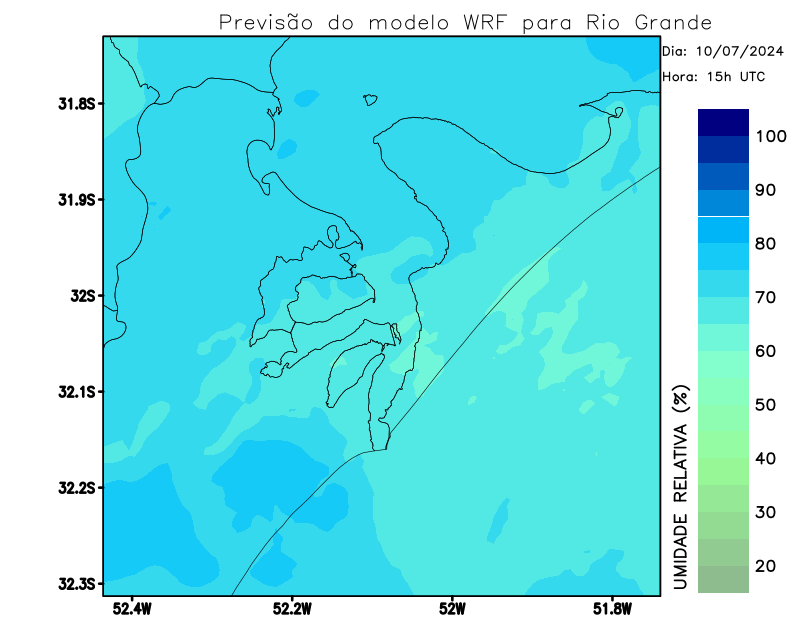 Previsão do modelo WRF para Rio Grande
Dia: 10/07/2024
Hora: 15h UTC
31.8S
31.9S
32S
32.1S
32.2S
32.3S
52.4W
52.2W
52W
51.8W
100
90
80
70
60
50
40
30
20
UMIDADE RELATIVA (%)